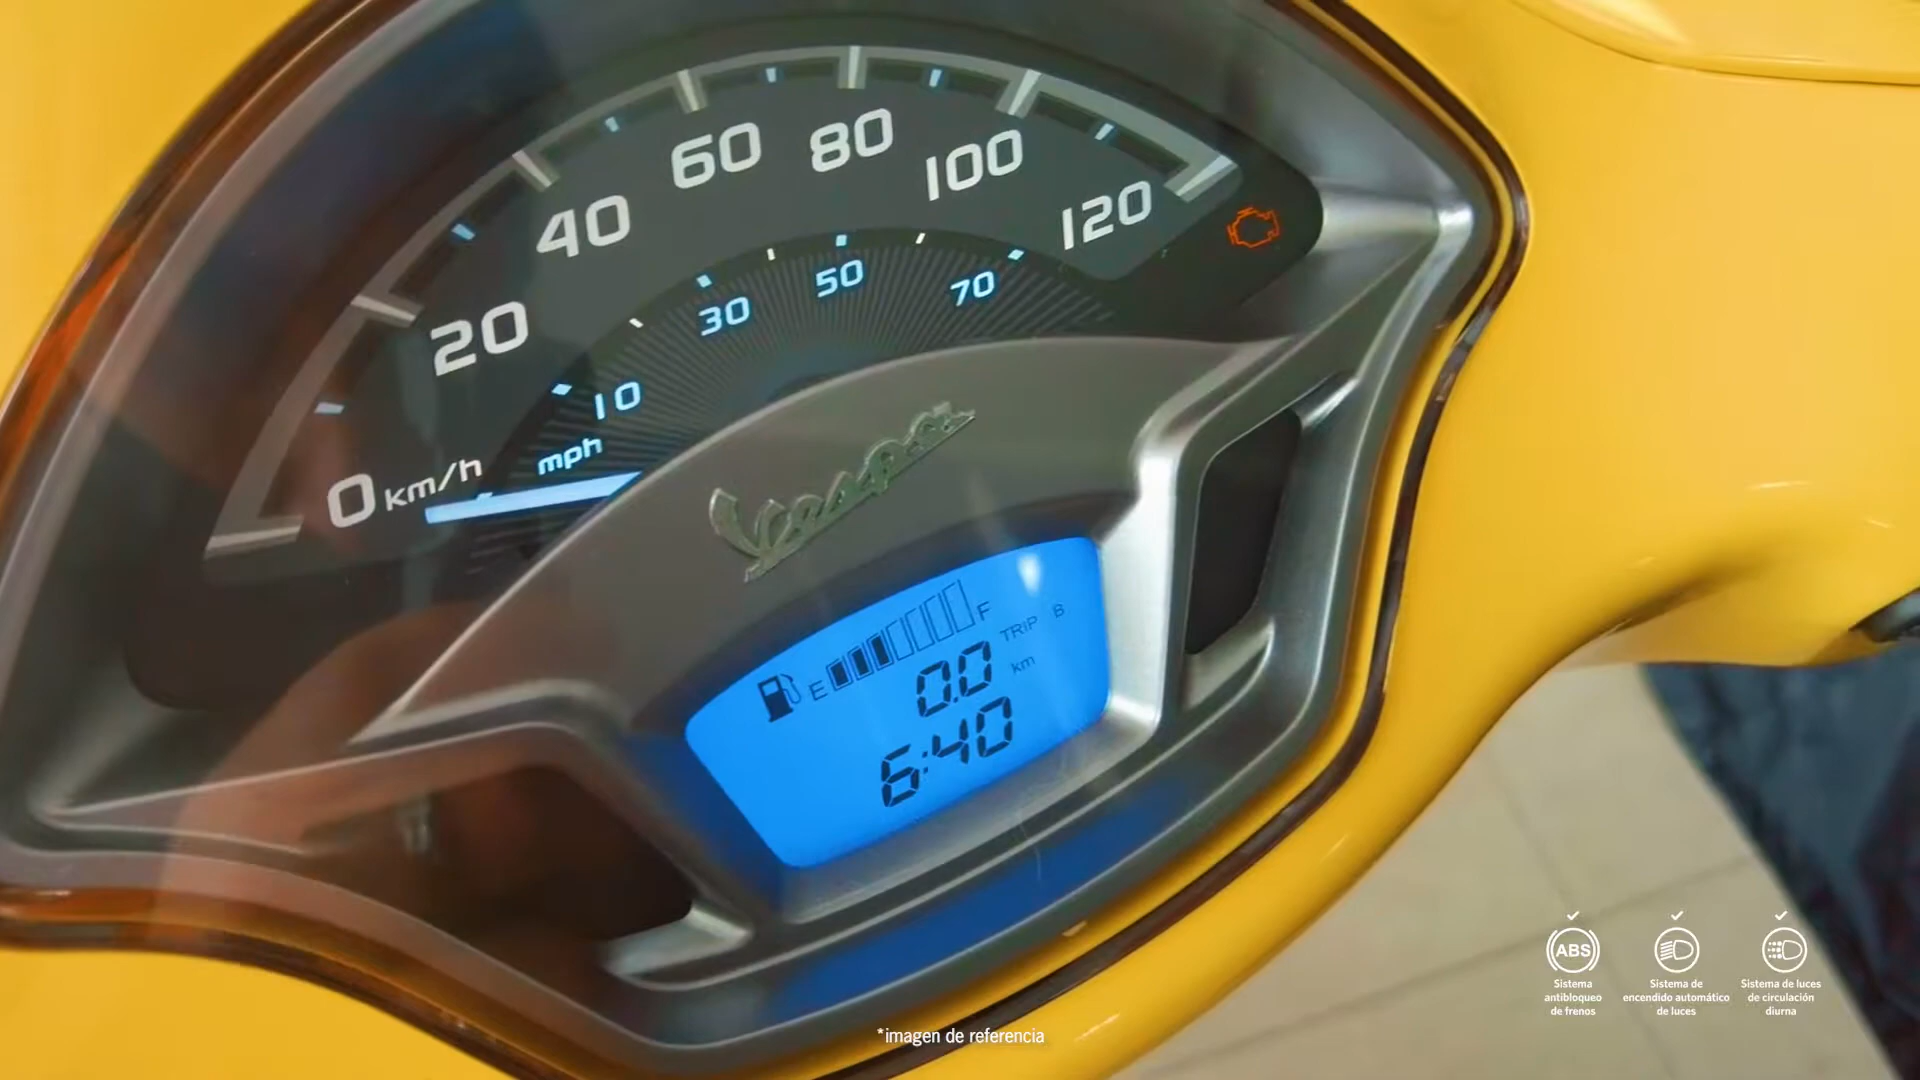 0 km/h
20
40
60
80
100
120
mph
10
30
50
70
Vespa
E F
TRIP B
0.0 km
6:40
ABS
Sistema
antibloqueo
de frenos
Sistema de
encendido automático
de luces
Sistema de luces
de circulación
diurna
*imagen de referencia